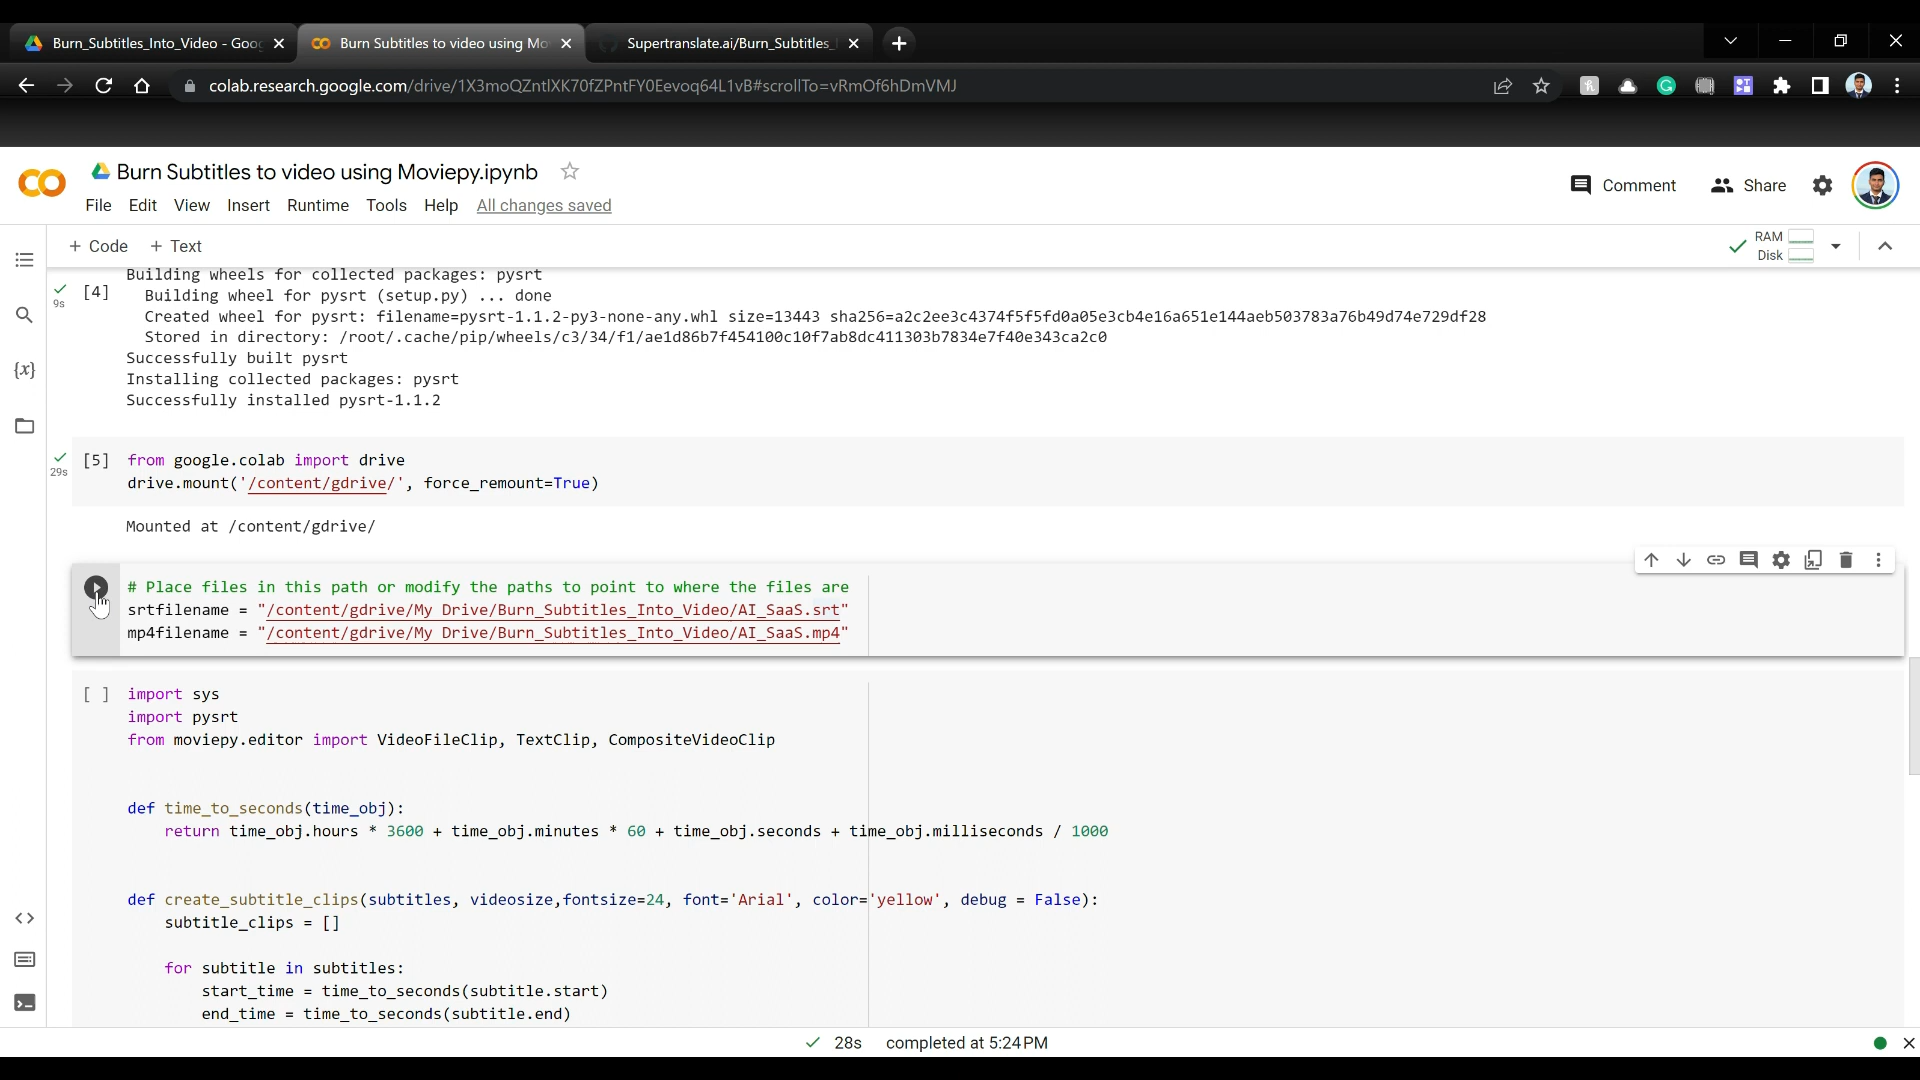 Burn_Subtitles_Into_Video - Goog
Burn Subtitles to video using Mo
Supertranslate.ai/Burn_Subtitles_
colab.research.google.com/drive/1X3moQZntlXK70fZPntFY0Eevoq64L1vB#scrollTo=vRmOf6hDmVMJ
Burn Subtitles to video using Moviepy.ipynb
Comment
Share
File Edit View Insert Runtime Tools Help All changes saved
+ Code + Text
RAM
Disk
Building wheels for collected packages: pysrt
[4] Building wheel for pysrt (setup.py) ... done
9s
Created wheel for pysrt: filename=pysrt-1.1.2-py3-none-any.whl size=13443 sha256=a2c2ee3c4374f5f5fd0a05e3cb4e16a651e144aeb503783a76b49d74e729df28
Stored in directory: /root/.cache/pip/wheels/c3/34/f1/ae1d86b7f454100c10f7ab8dc411303b7834e7f40e343ca2c0
Successfully built pysrt
Installing collected packages: pysrt
Successfully installed pysrt-1.1.2
[5] from google.colab import drive
29s
drive.mount('/content/gdrive/', force_remount=True)
Mounted at /content/gdrive/
# Place files in this path or modify the paths to point to where the files are
srtfilename = "/content/gdrive/My Drive/Burn_Subtitles_Into_Video/AI_SaaS.srt"
mp4filename = "/content/gdrive/My Drive/Burn_Subtitles_Into_Video/AI_SaaS.mp4"
[ ] import sys
import pysrt
from moviepy.editor import VideoFileClip, TextClip, CompositeVideoClip
def time_to_seconds(time_obj):
return time_obj.hours * 3600 + time_obj.minutes * 60 + time_obj.seconds + time_obj.milliseconds / 1000
def create_subtitle_clips(subtitles, videosize,fontsize=24, font='Arial', color='yellow', debug = False):
subtitle_clips = []
for subtitle in subtitles:
start_time = time_to_seconds(subtitle.start)
end_time = time_to_seconds(subtitle.end)
28s completed at 5:24 PM